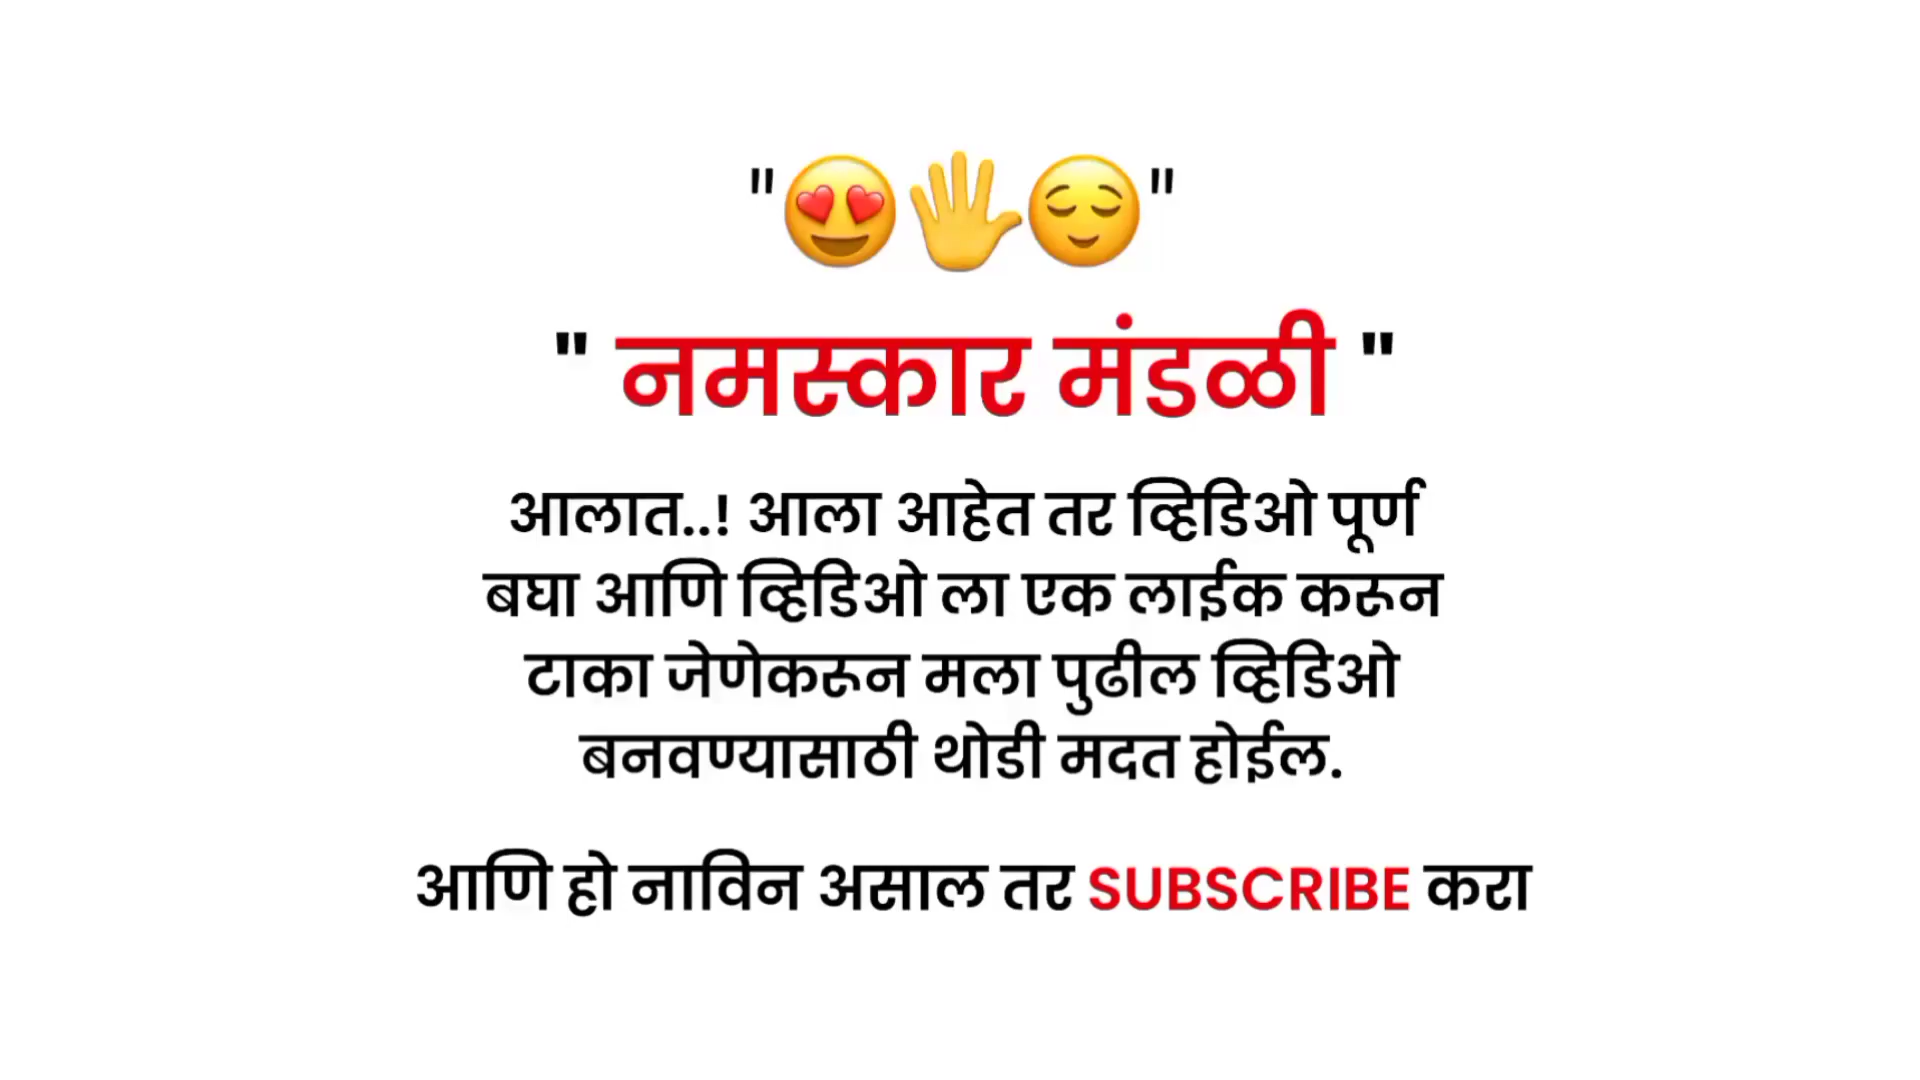 "😍🖐️😌"
" नमस्कार मंडळी "
आलात..! आला आहेत तर व्हिडिओ पूर्ण
बघा आणि व्हिडिओ ला एक लाईक करून
टाका जेणेकरून मला पुढील व्हिडिओ
बनवण्यासाठी थोडी मदत होईल.
आणि हो नाविन असाल तर SUBSCRIBE करा